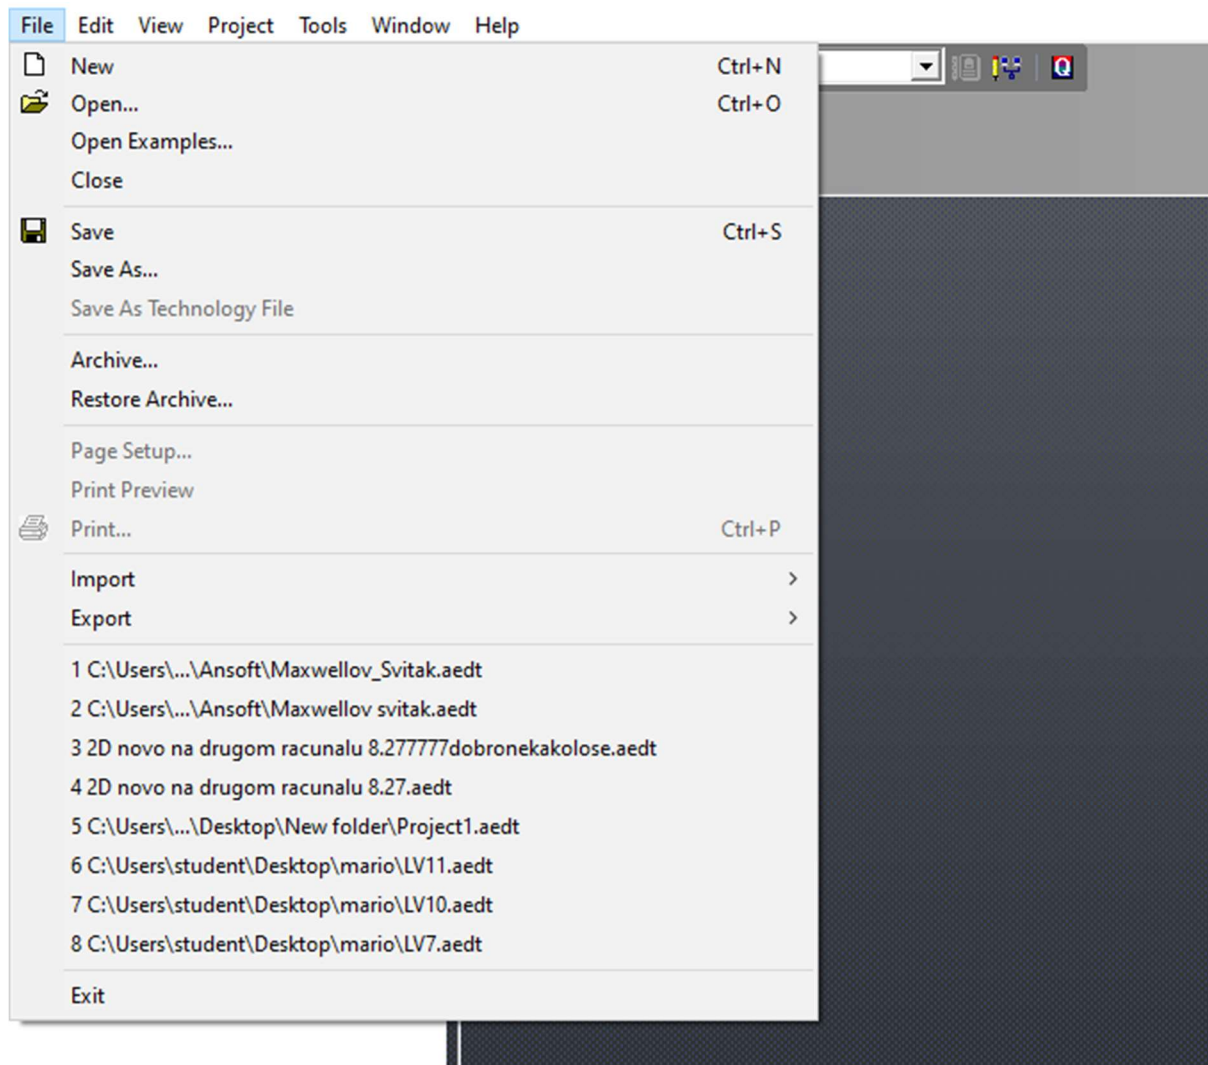 File Edit View Project Tools Window Help
New Ctrl+N
Open... Ctrl+O
Open Examples...
Close
Save Ctrl+S
Save As...
Save As Technology File
Archive...
Restore Archive...
Page Setup...
Print Preview
Print... Ctrl+P
Import
Export
1 C:\Users\...\Ansoft\Maxwellov_Svitak.aedt
2 C:\Users\...\Ansoft\Maxwellov svitak.aedt
3 2D novo na drugom racunalu 8.277777dobronekakolose.aedt
4 2D novo na drugom racunalu 8.27.aedt
5 C:\Users\...\Desktop\New folder\Project1.aedt
6 C:\Users\student\Desktop\mario\LV11.aedt
7 C:\Users\student\Desktop\mario\LV10.aedt
8 C:\Users\student\Desktop\mario\LV7.aedt
Exit